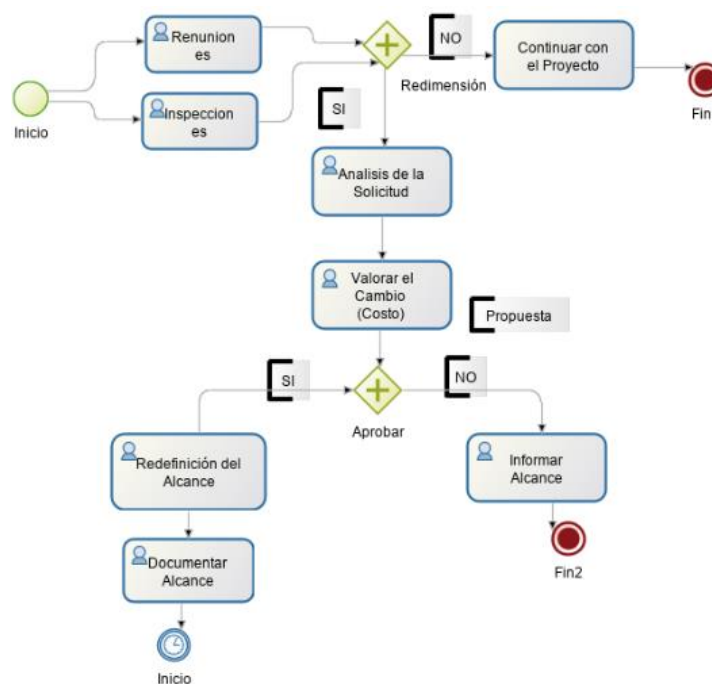 Renunion
es
NO
Continuar con
el Proyecto
Inicio
Inspeccion
es
Redimensión
Fin1
SI
Analisis de la
Solicitud
Valorar el
Cambio
(Costo)
Propuesta
SI
NO
Aprobar
Redefinición del
Alcance
Informar
Alcance
Documentar
Alcance
Fin2
Inicio